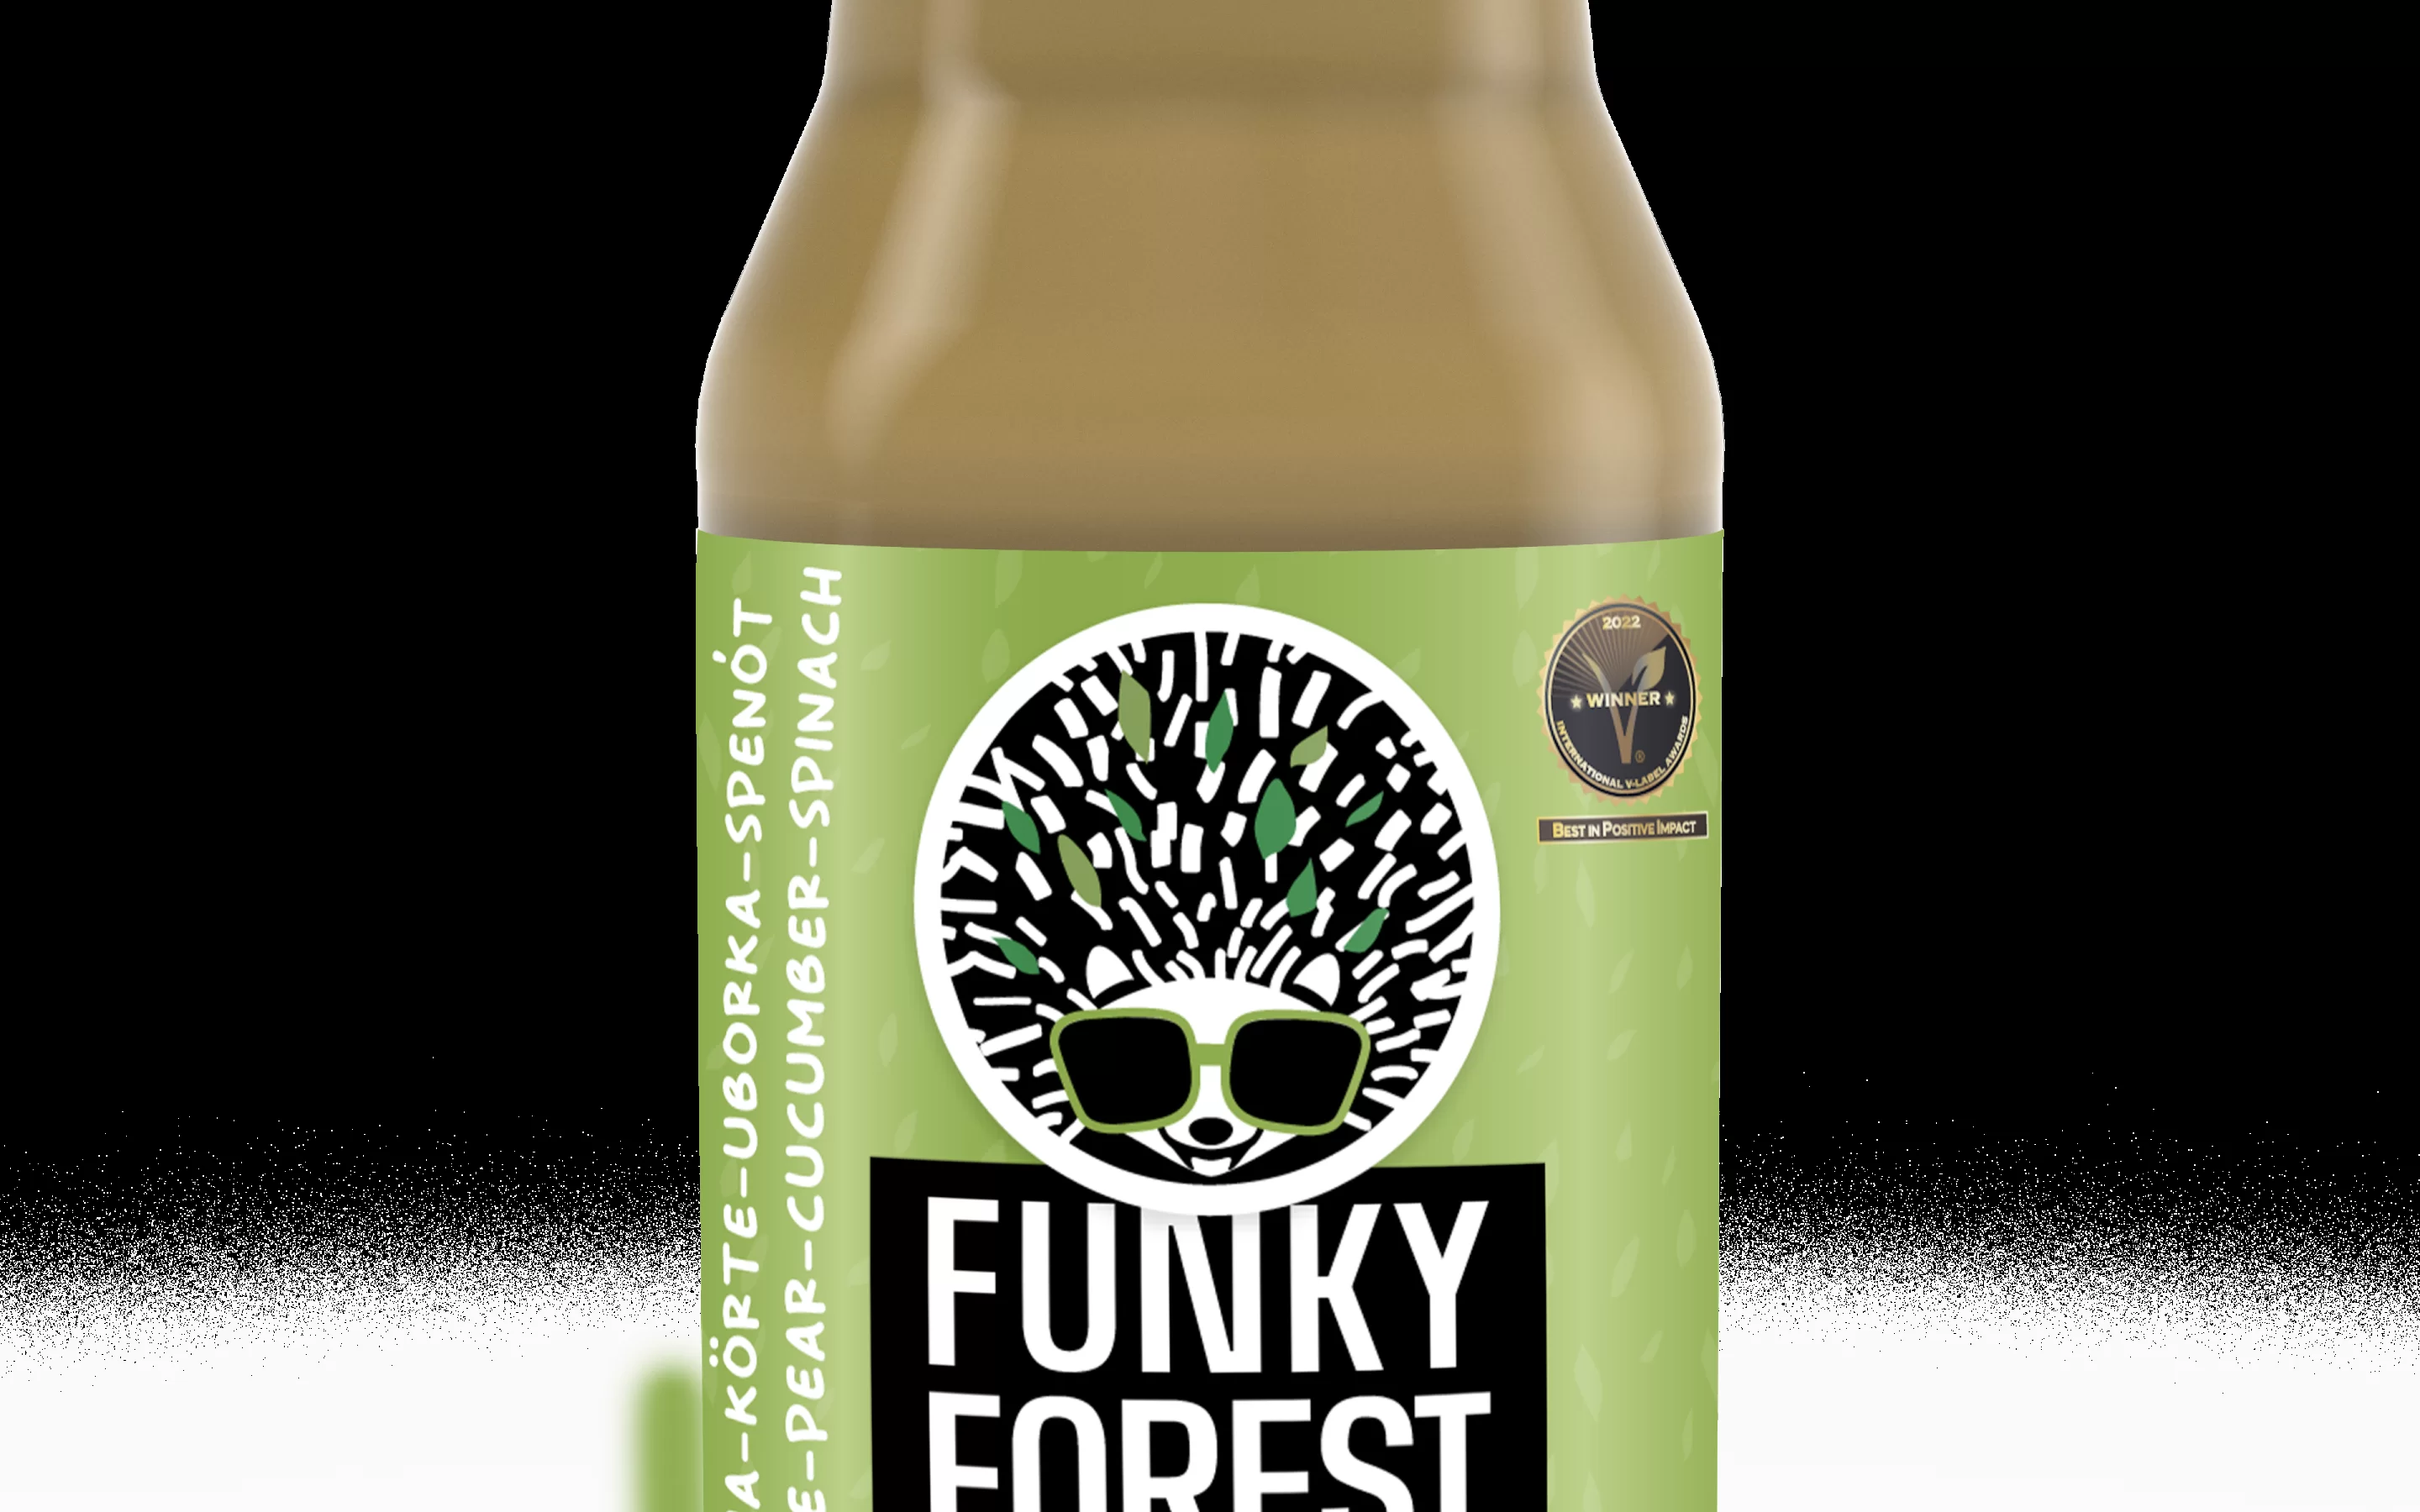 A-KÖRTE-UBORKA-SPENÓT
E-PEAR-CUCUMBER-SPINACH
2022
WINNER
®
INTERNATIONAL V-LABEL AWARDS
BEST IN POSITIVE IMPACT
FUNKY
FOREST